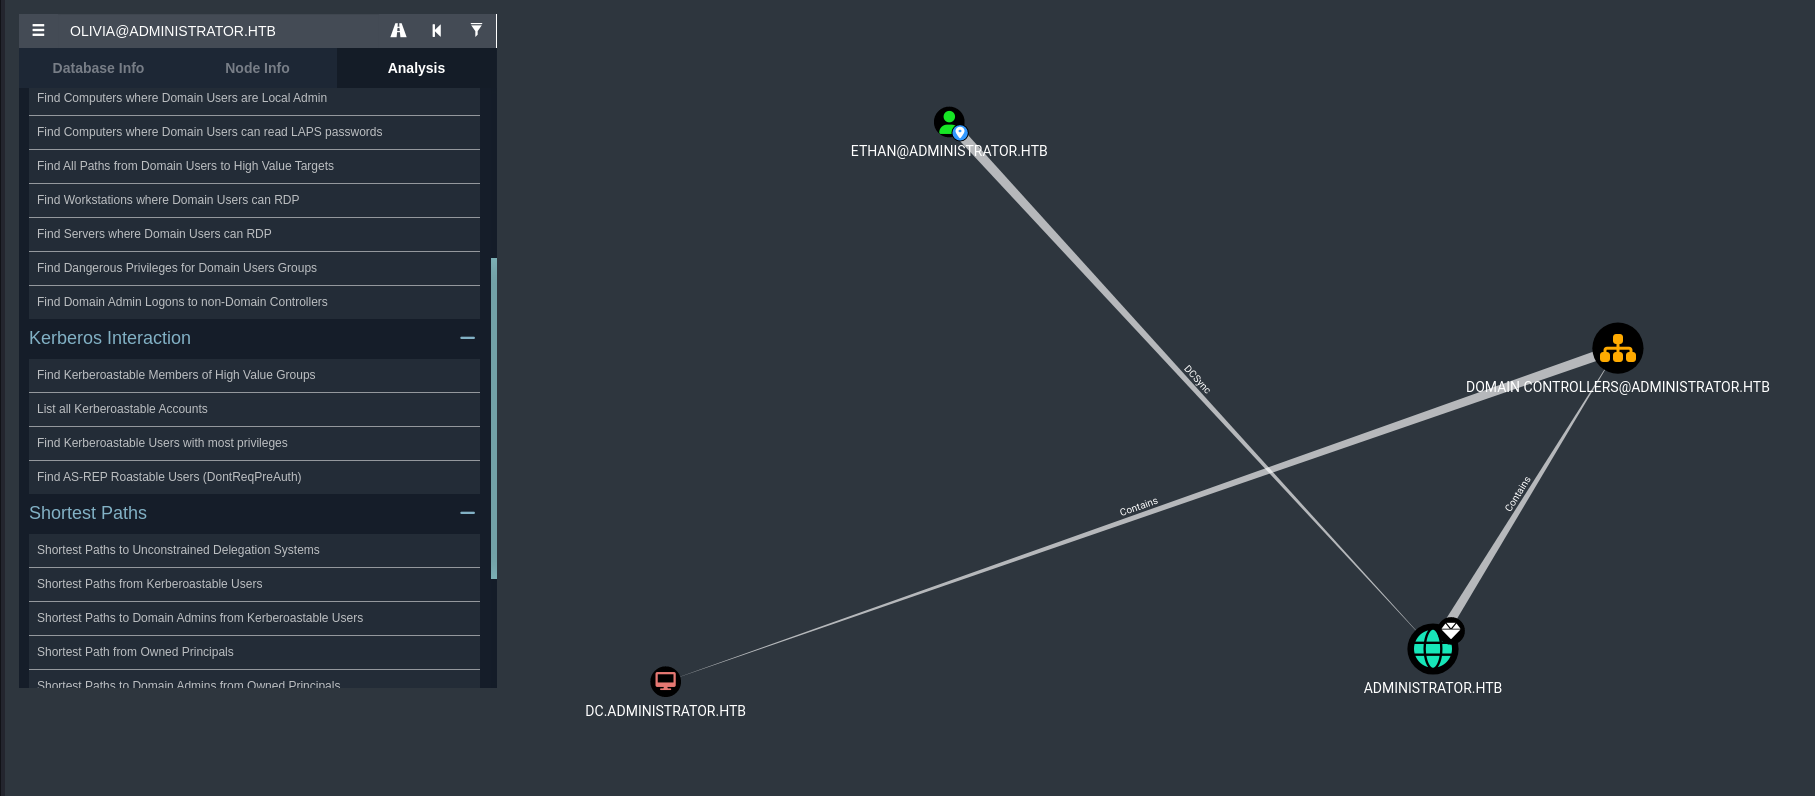 OLIVIA@ADMINISTRATOR.HTB
Database Info
Node Info
Analysis
Find Computers where Domain Users are Local Admin
Find Computers where Domain Users can read LAPS passwords
Find All Paths from Domain Users to High Value Targets
Find Workstations where Domain Users can RDP
Find Servers where Domain Users can RDP
Find Dangerous Privileges for Domain Users Groups
Find Domain Admin Logons to non-Domain Controllers
Kerberos Interaction
Find Kerberoastable Members of High Value Groups
List all Kerberoastable Accounts
Find Kerberoastable Users with most privileges
Find AS-REP Roastable Users (DontReqPreAuth)
Shortest Paths
Shortest Paths to Unconstrained Delegation Systems
Shortest Paths from Kerberoastable Users
Shortest Paths to Domain Admins from Kerberoastable Users
Shortest Path from Owned Principals
Shortest Paths to Domain Admins from Owned Principals
ETHAN@ADMINISTRATOR.HTB
DCSync
DOMAIN CONTROLLERS@ADMINISTRATOR.HTB
Contains
Contains
ADMINISTRATOR.HTB
DC.ADMINISTRATOR.HTB